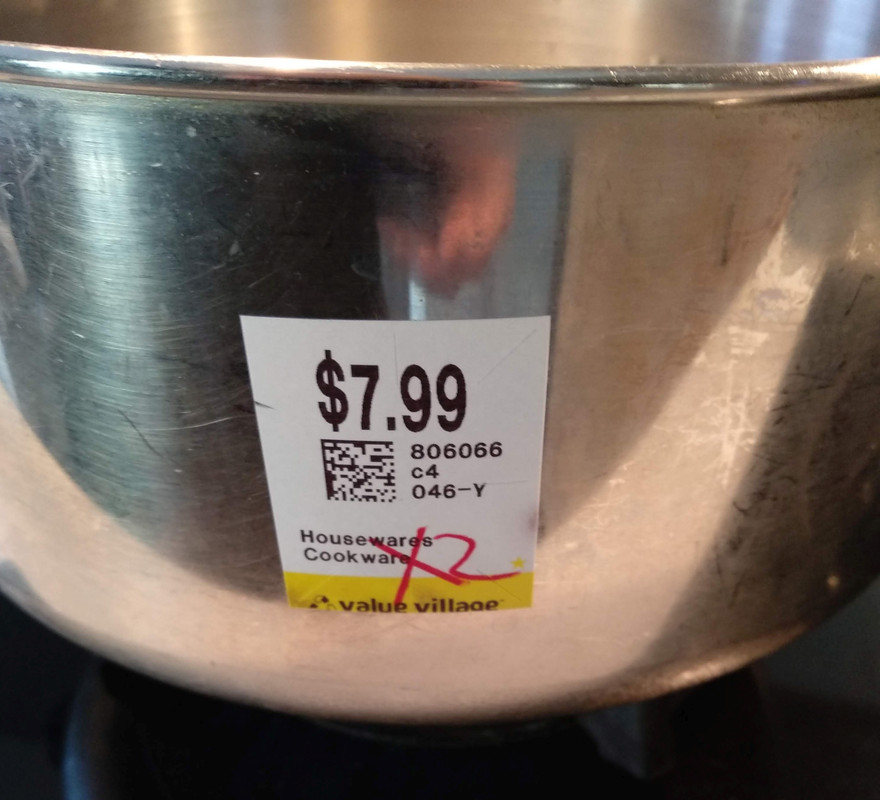 $7.99
806066
c4
046-Y
Housewares
Cookware
X2
value village